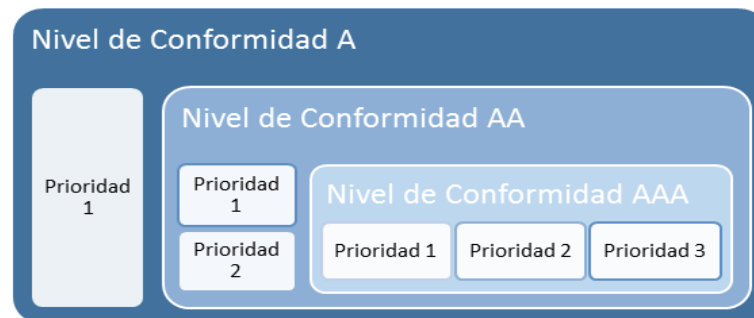 Nivel de Conformidad A
Prioridad
1
Nivel de Conformidad AA
Prioridad
1
Prioridad
2
Nivel de Conformidad AAA
Prioridad 1
Prioridad 2
Prioridad 3